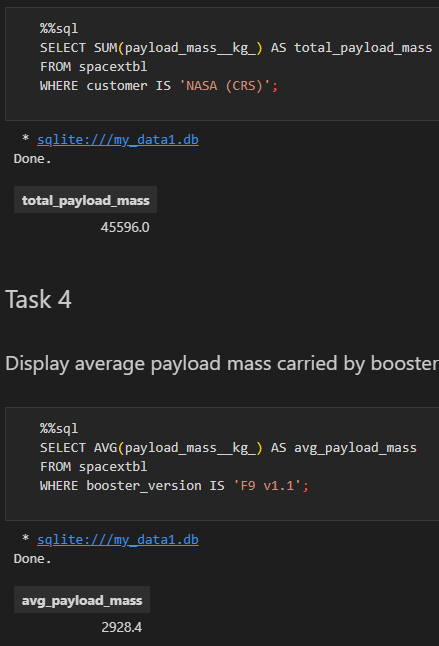 %%sql
SELECT SUM(payload_mass__kg_) AS total_payload_mass
FROM spacextbl
WHERE customer IS 'NASA (CRS)';
* sqlite:///my_data1.db
Done.
total_payload_mass
45596.0
Task 4
Display average payload mass carried by booster
%%sql
SELECT AVG(payload_mass__kg_) AS avg_payload_mass
FROM spacextbl
WHERE booster_version IS 'F9 v1.1';
* sqlite:///my_data1.db
Done.
avg_payload_mass
2928.4